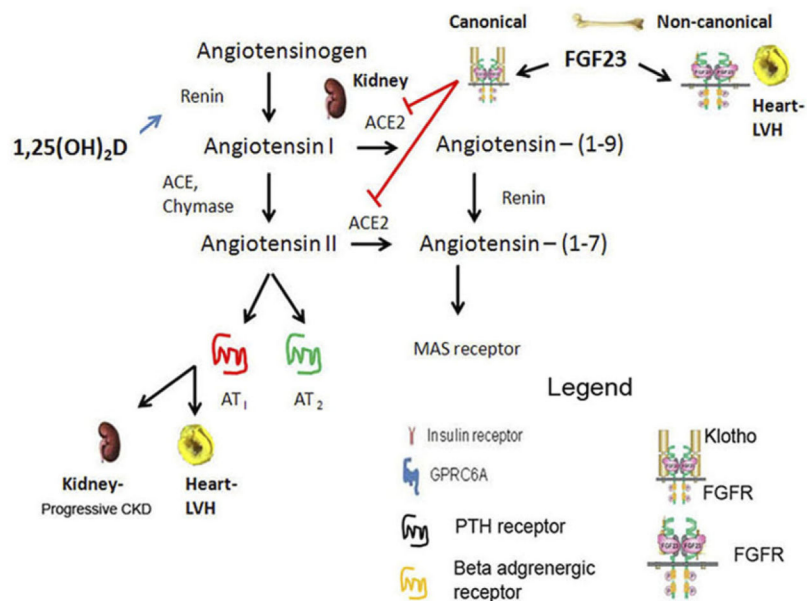 Canonical
Non-canonical
FGF23
Angiotensinogen
Kidney
Renin
ACE2
Heart-
LVH
1,25(OH)₂D
Angiotensin I
Angiotensin – (1-9)
ACE,
Chymase
Renin
ACE2
Angiotensin II
Angiotensin – (1-7)
MAS receptor
AT₁
AT₂
Kidney-
Progressive CKD
Heart-
LVH
Legend
Insulin receptor
GPRC6A
PTH receptor
Beta adgrenergic
receptor
Klotho
FGFR
FGF23
FGFR